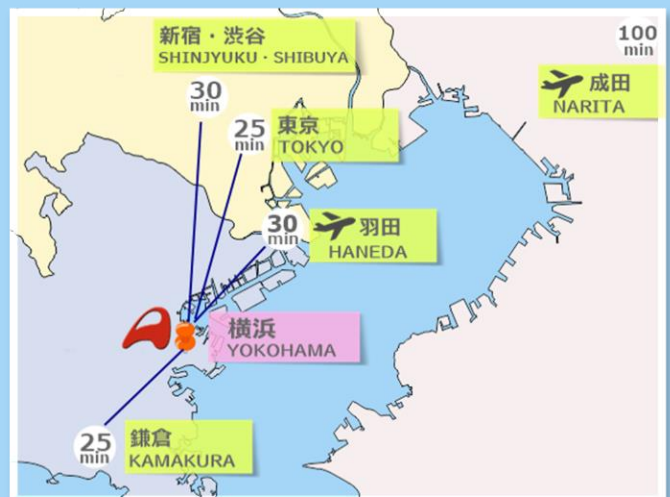 新宿・渋谷
SHINJYUKU・SHIBUYA
100
min
成田
NARITA
30
min
25
min
東京
TOKYO
30
min
羽田
HANEDA
横浜
YOKOHAMA
25
min
鎌倉
KAMAKURA